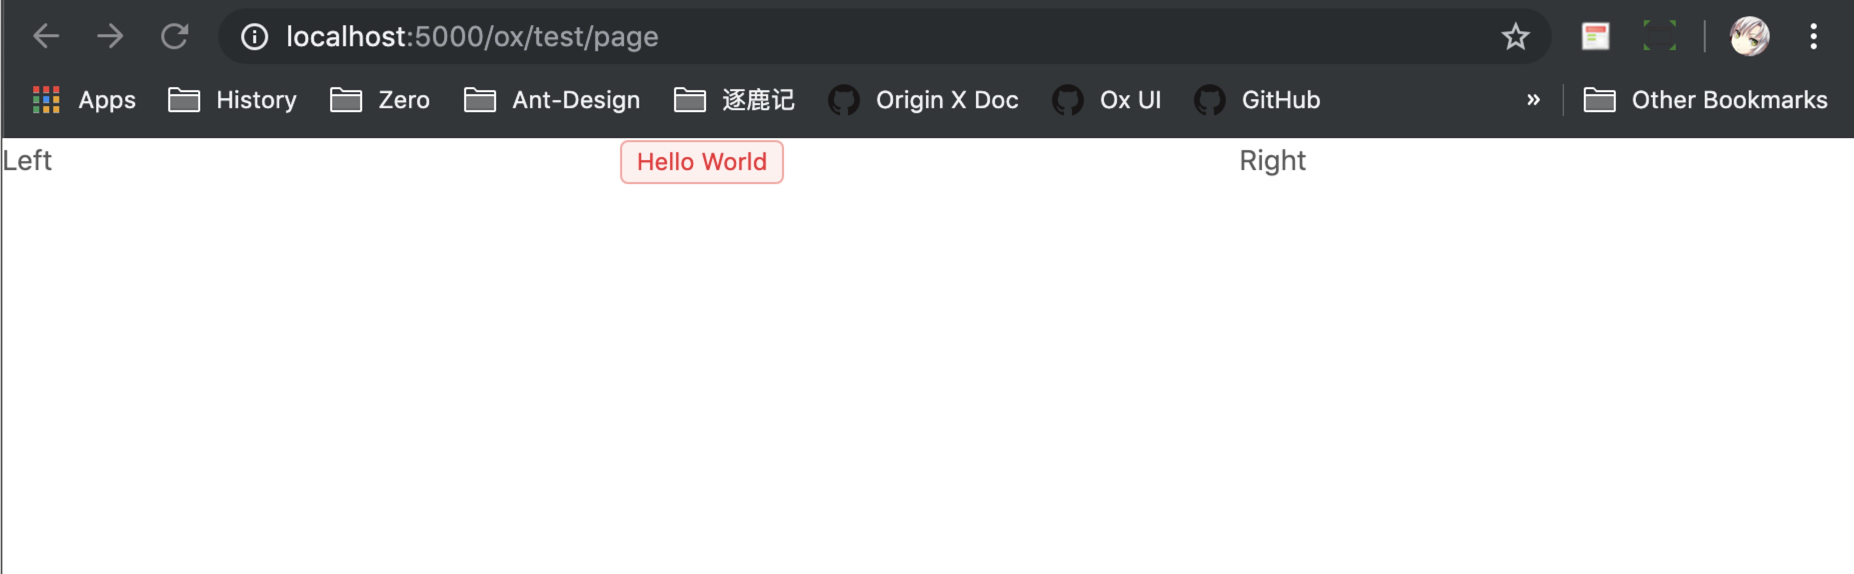 localhost:5000/ox/test/page
Apps History Zero Ant-Design 逐鹿记 Origin X Doc Ox UI GitHub » Other Bookmarks
Left Hello World Right